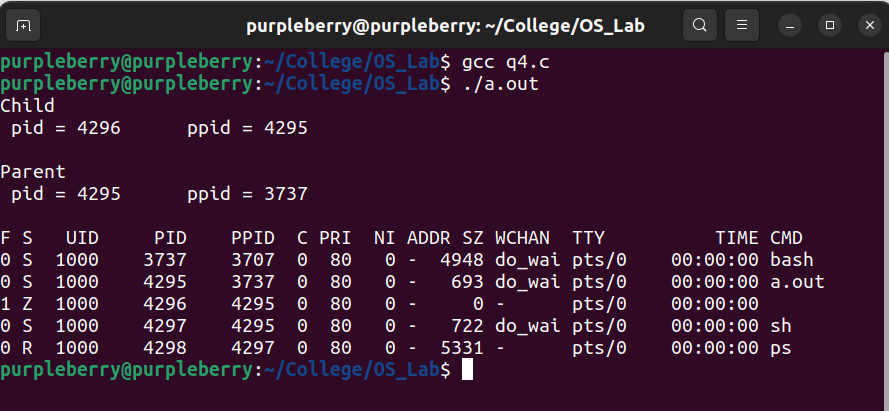 purpleberry@purpleberry: ~/College/OS_Lab
purpleberry@purpleberry:~/College/OS_Lab$ gcc q4.c
purpleberry@purpleberry:~/College/OS_Lab$ ./a.out
Child
 pid = 4296      ppid = 4295

Parent
 pid = 4295      ppid = 3737

F S   UID     PID    PPID  C PRI  NI ADDR SZ WCHAN  TTY          TIME CMD
0 S  1000    3737    3707  0  80   0 -  4948 do_wai pts/0    00:00:00 bash
0 S  1000    4295    3737  0  80   0 -   693 do_wai pts/0    00:00:00 a.out
1 Z  1000    4296    4295  0  80   0 -     0 -      pts/0    00:00:00
0 S  1000    4297    4295  0  80   0 -   722 do_wai pts/0    00:00:00 sh
0 R  1000    4298    4297  0  80   0 -  5331 -      pts/0    00:00:00 ps
purpleberry@purpleberry:~/College/OS_Lab$